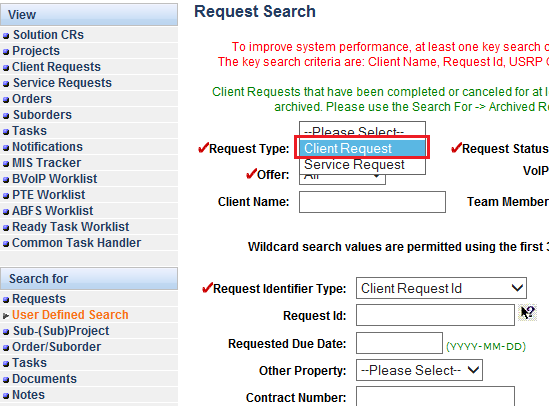 View
Solution CRs
Projects
Client Requests
Service Requests
Orders
Suborders
Tasks
Notifications
MIS Tracker
BVoIP Worklist
PTE Worklist
ABFS Worklist
Ready Task Worklist
Common Task Handler
Search for
Requests
User Defined Search
Sub-(Sub)Project
Order/Suborder
Tasks
Documents
Notes
Request Search
To improve system performance, at least one key search c
The key search criteria are: Client Name, Request Id, USRP
Client Requests that have been completed or canceled for at l
archived. Please use the Search For -> Archived R
--Please Select--
Request Type: Client Request Request Status
Service Request VoIP
Offer: All
Client Name: Team Member
Wildcard search values are permitted using the first 3
Request Identifier Type: Client Request Id
Request Id:
Requested Due Date: (YYYY-MM-DD)
Other Property: --Please Select--
Contract Number: